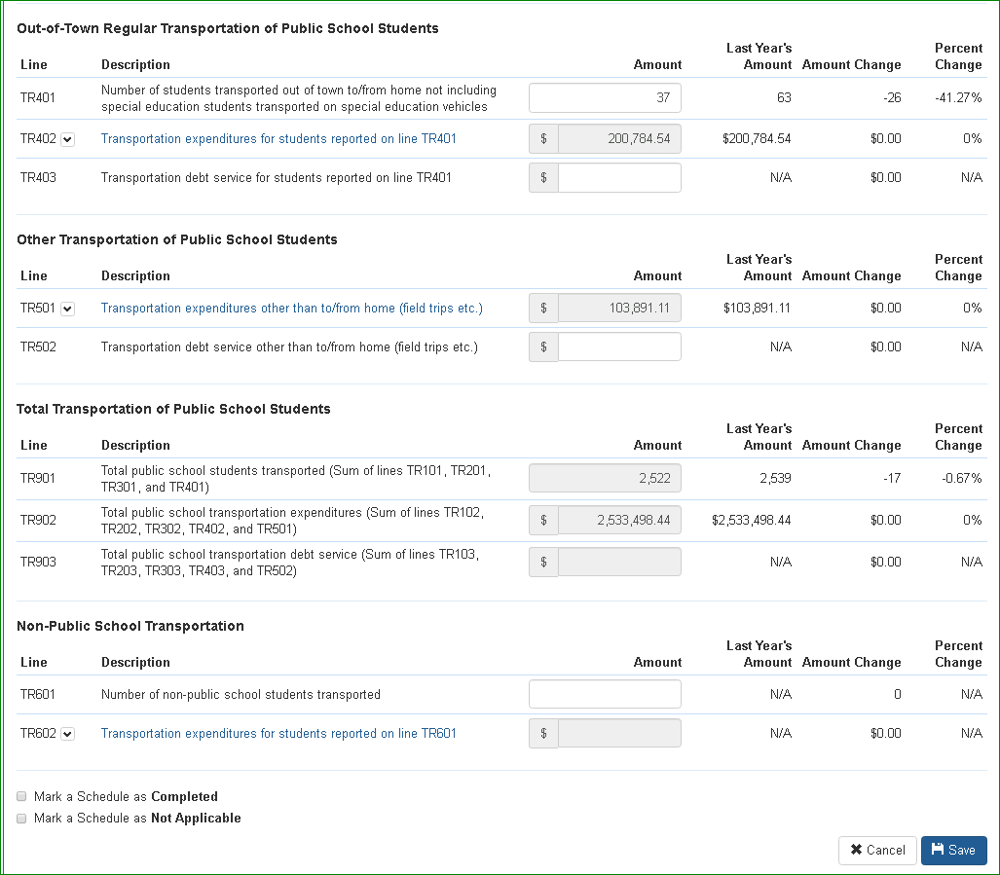 Out-of-Town Regular Transportation of Public School Students
Line Description Amount Last Year's Amount Amount Change Percent Change
TR401 Number of students transported out of town to/from home not including special education students transported on special education vehicles 37 63 -26 -41.27%
TR402 Transportation expenditures for students reported on line TR401 $ 200,784.54 $200,784.54 $0.00 0%
TR403 Transportation debt service for students reported on line TR401 $ N/A $0.00 N/A
Other Transportation of Public School Students
Line Description Amount Last Year's Amount Amount Change Percent Change
TR501 Transportation expenditures other than to/from home (field trips etc.) $ 103,891.11 $103,891.11 $0.00 0%
TR502 Transportation debt service other than to/from home (field trips etc.) $ N/A $0.00 N/A
Total Transportation of Public School Students
Line Description Amount Last Year's Amount Amount Change Percent Change
TR901 Total public school students transported (Sum of lines TR101, TR201, TR301, and TR401) 2,522 2,539 -17 -0.67%
TR902 Total public school transportation expenditures (Sum of lines TR102, TR202, TR302, TR402, and TR501) $ 2,533,498.44 $2,533,498.44 $0.00 0%
TR903 Total public school transportation debt service (Sum of lines TR103, TR203, TR303, TR403, and TR502) $ N/A $0.00 N/A
Non-Public School Transportation
Line Description Amount Last Year's Amount Amount Change Percent Change
TR601 Number of non-public school students transported N/A 0 N/A
TR602 Transportation expenditures for students reported on line TR601 $ N/A $0.00 N/A
Mark a Schedule as Completed
Mark a Schedule as Not Applicable
Cancel Save